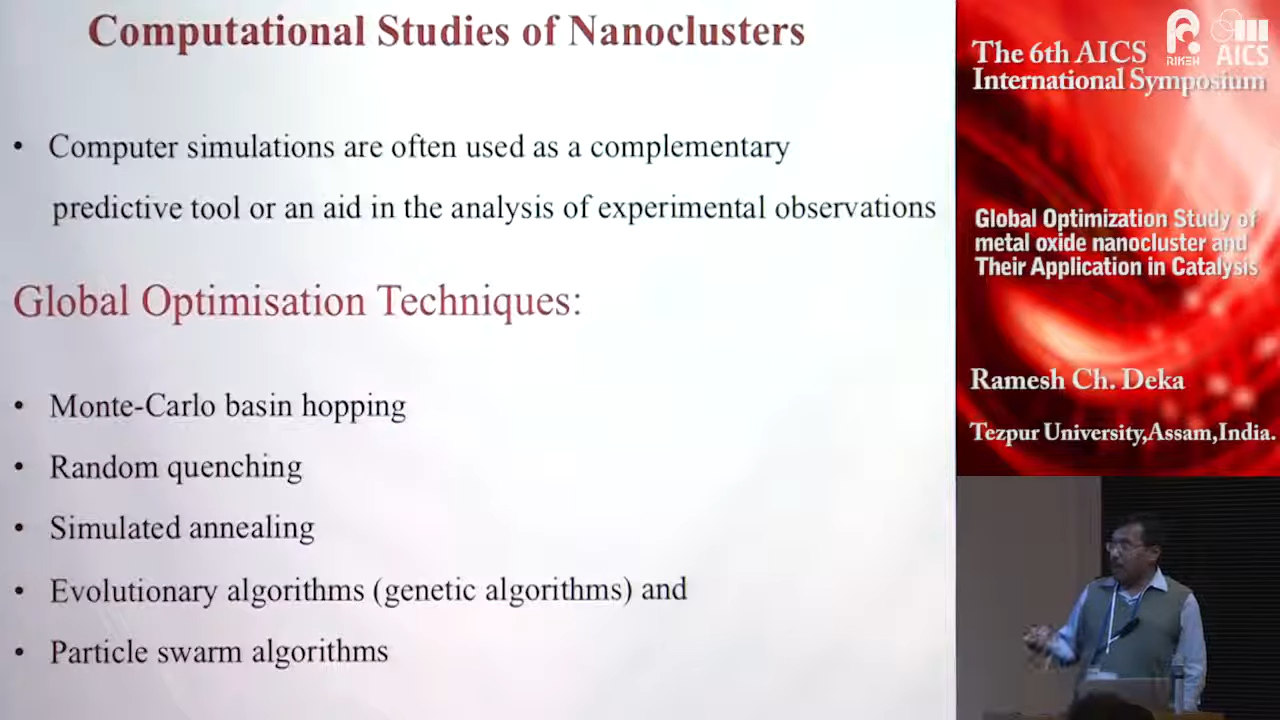 Computational Studies of Nanoclusters
• Computer simulations are often used as a complementary
predictive tool or an aid in the analysis of experimental observations
Global Optimisation Techniques:
• Monte-Carlo basin hopping
• Random quenching
• Simulated annealing
• Evolutionary algorithms (genetic algorithms) and
• Particle swarm algorithms
RIKEN
AICS
The 6th AICS
International Symposium
Global Optimization Study of
metal oxide nanocluster and
Their Application in Catalysis
Ramesh Ch. Deka
Tezpur University,Assam,India.